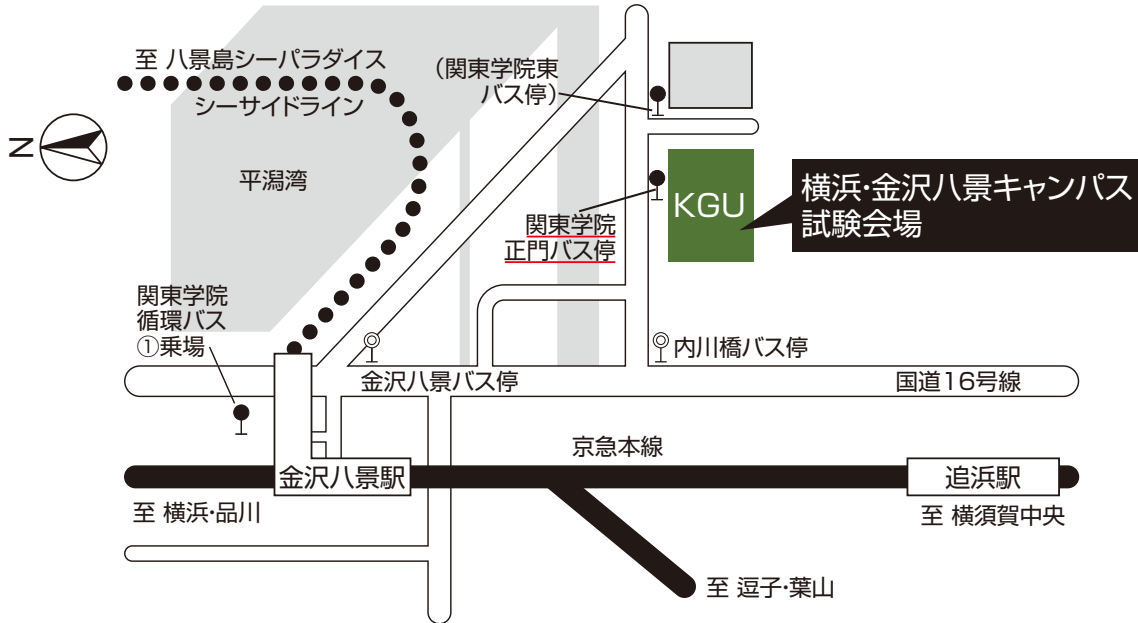 至 八景島シーパラダイス
シーサイドライン
(関東学院東
バス停)
N
平潟湾
KGU
横浜・金沢八景キャンパス
試験会場
関東学院
正門バス停
関東学院
循環バス
①乗場
内川橋バス停
金沢八景バス停
国道16号線
京急本線
金沢八景駅
追浜駅
至 横浜・品川
至 横須賀中央
至 逗子・葉山